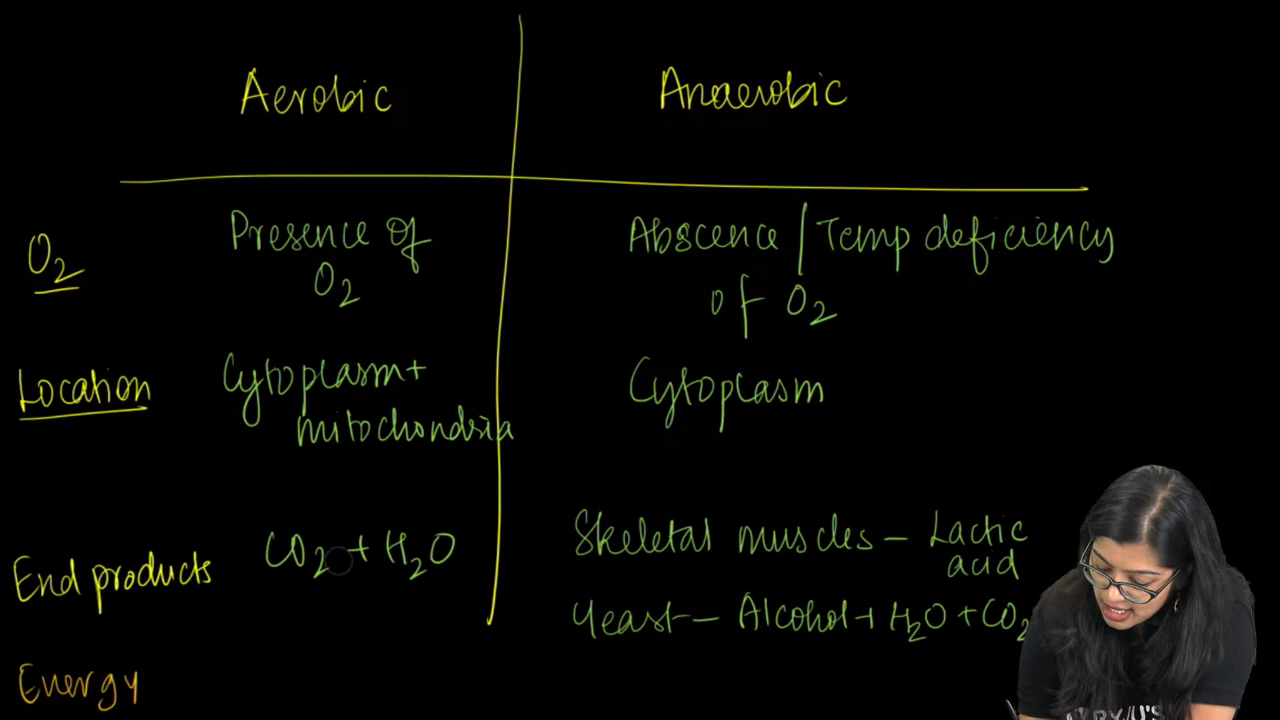 Aerobic
Anaerobic
O2
Presence of
O2
Abscence / Temp deficiency
of O2
Location
Cytoplasm+
mitochondria
Cytoplasm
End products
CO2 + H2O
Skeletal muscles – Lactic
acid
Yeast – Alcohol + H2O + CO2
Energy